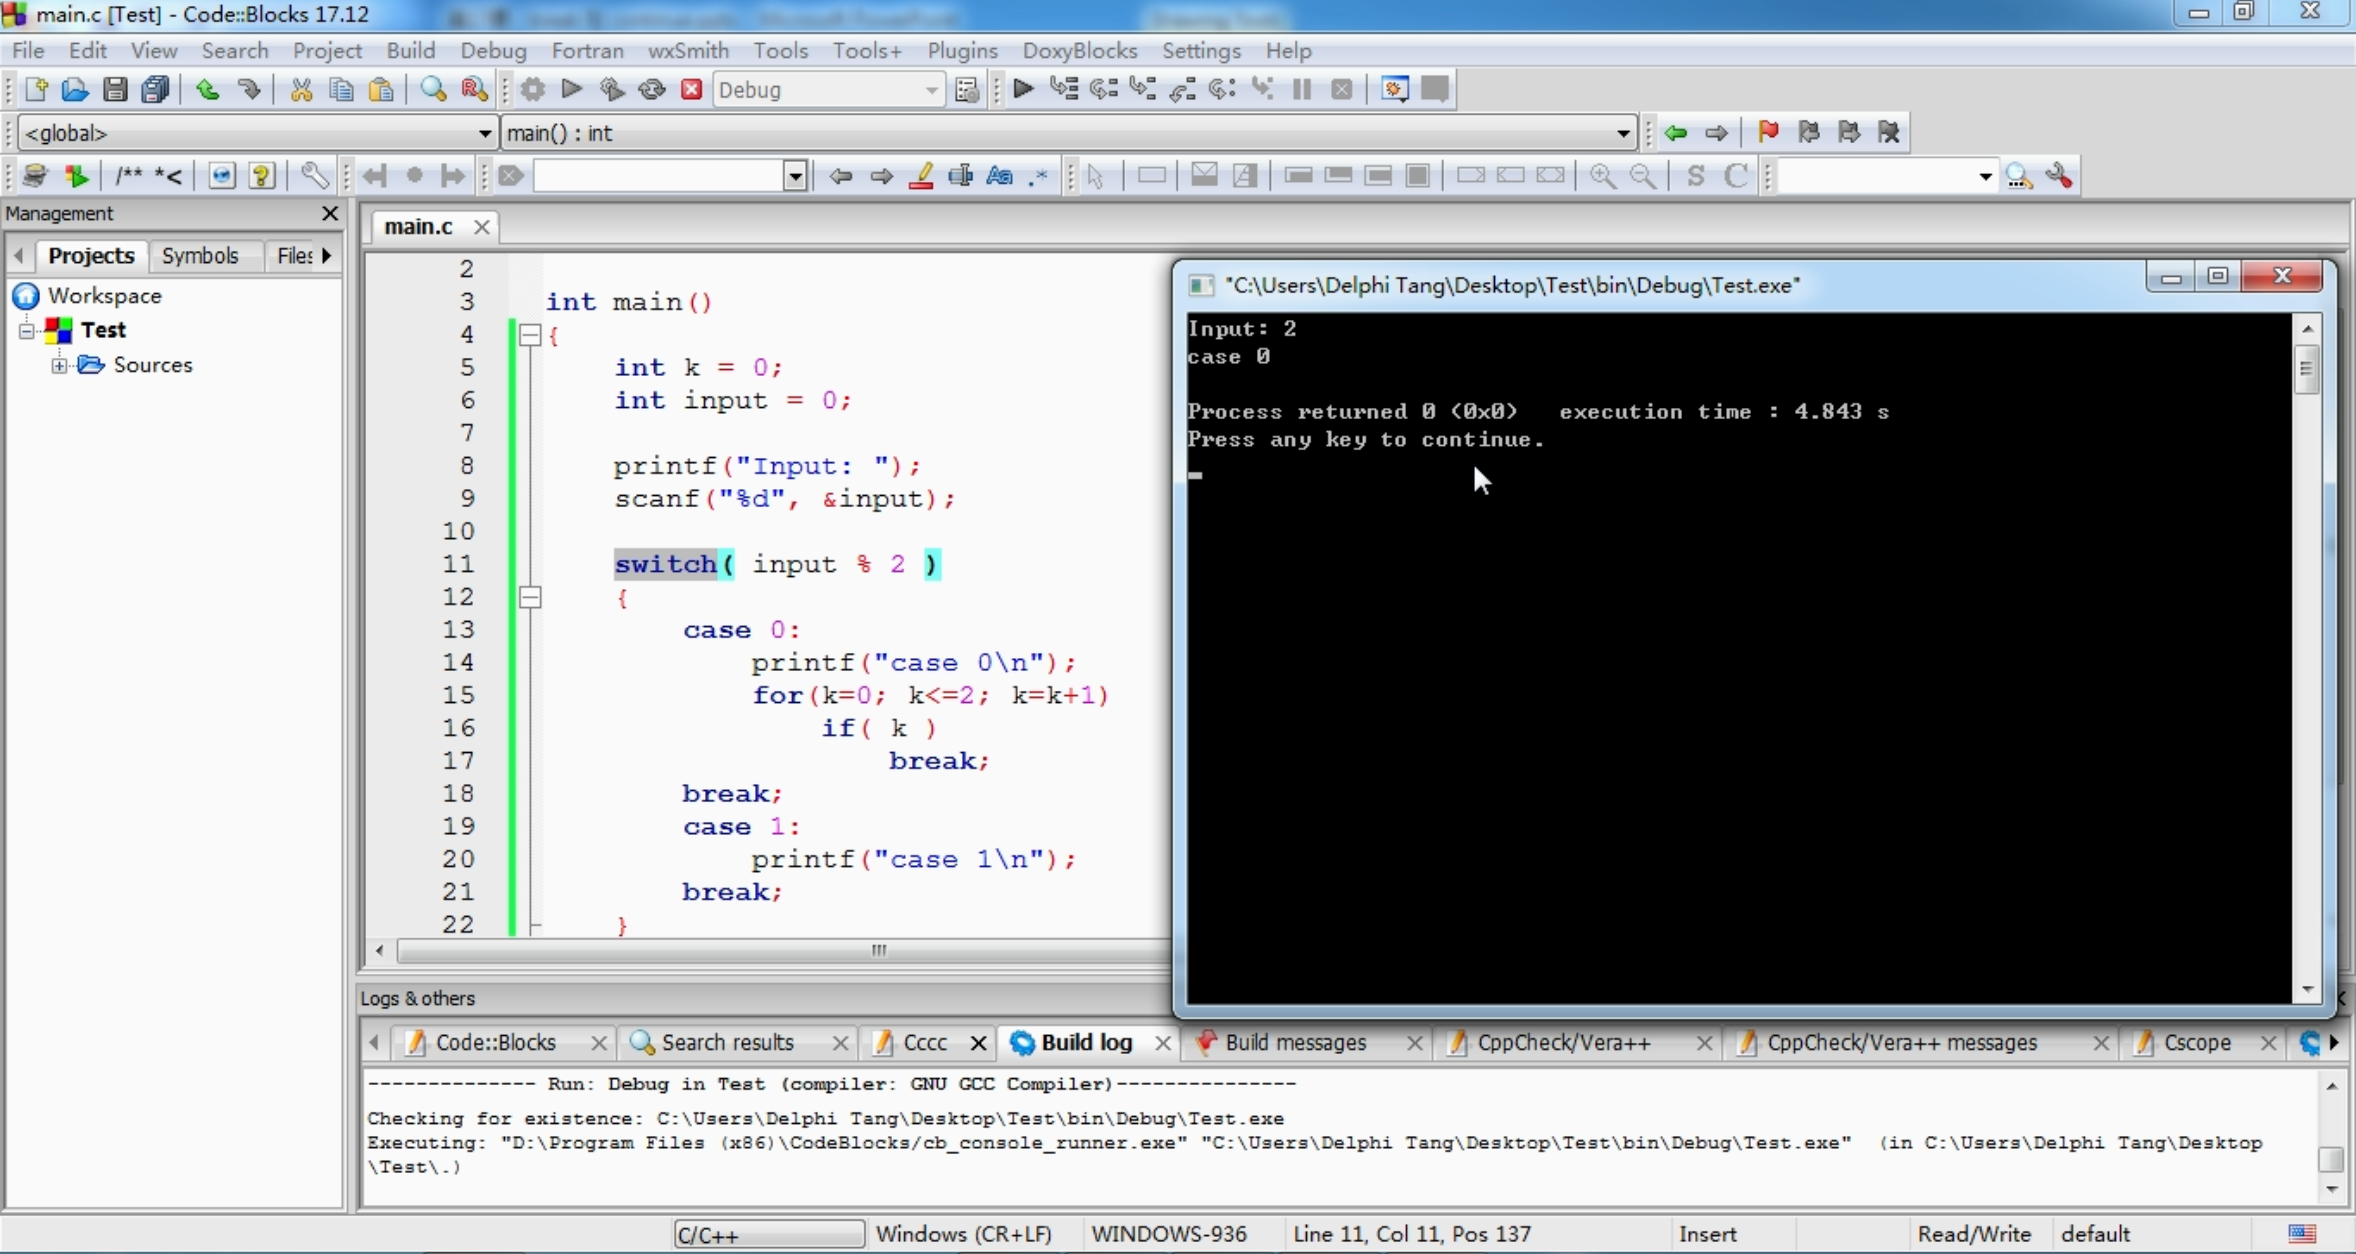 main.c [Test] - Code::Blocks 17.12
File Edit View Search Project Build Debug Fortran wxSmith Tools Tools+ Plugins DoxyBlocks Settings Help
Debug
<global> main() : int
/** *<
S C
Management
Projects Symbols Files
Workspace
Test
Sources
main.c
2
3 int main()
4 {
5 int k = 0;
6 int input = 0;
7
8 printf("Input: ");
9 scanf("%d", &input);
10
11 switch( input % 2 )
12 {
13 case 0:
14 printf("case 0\n");
15 for(k=0; k<=2; k=k+1)
16 if( k )
17 break;
18 break;
19 case 1:
20 printf("case 1\n");
21 break;
22 }
"C:\Users\Delphi Tang\Desktop\Test\bin\Debug\Test.exe"
Input: 2
case 0
Process returned 0 (0x0) execution time : 4.843 s
Press any key to continue.
Logs & others
Code::Blocks Search results Cccc Build log Build messages CppCheck/Vera++ CppCheck/Vera++ messages Cscope
-------------- Run: Debug in Test (compiler: GNU GCC Compiler)---------------
Checking for existence: C:\Users\Delphi Tang\Desktop\Test\bin\Debug\Test.exe
Executing: "D:\Program Files (x86)\CodeBlocks/cb_console_runner.exe" "C:\Users\Delphi Tang\Desktop\Test\bin\Debug\Test.exe" (in C:\Users\Delphi Tang\Desktop
\Test\.)
C/C++ Windows (CR+LF) WINDOWS-936 Line 11, Col 11, Pos 137 Insert Read/Write default